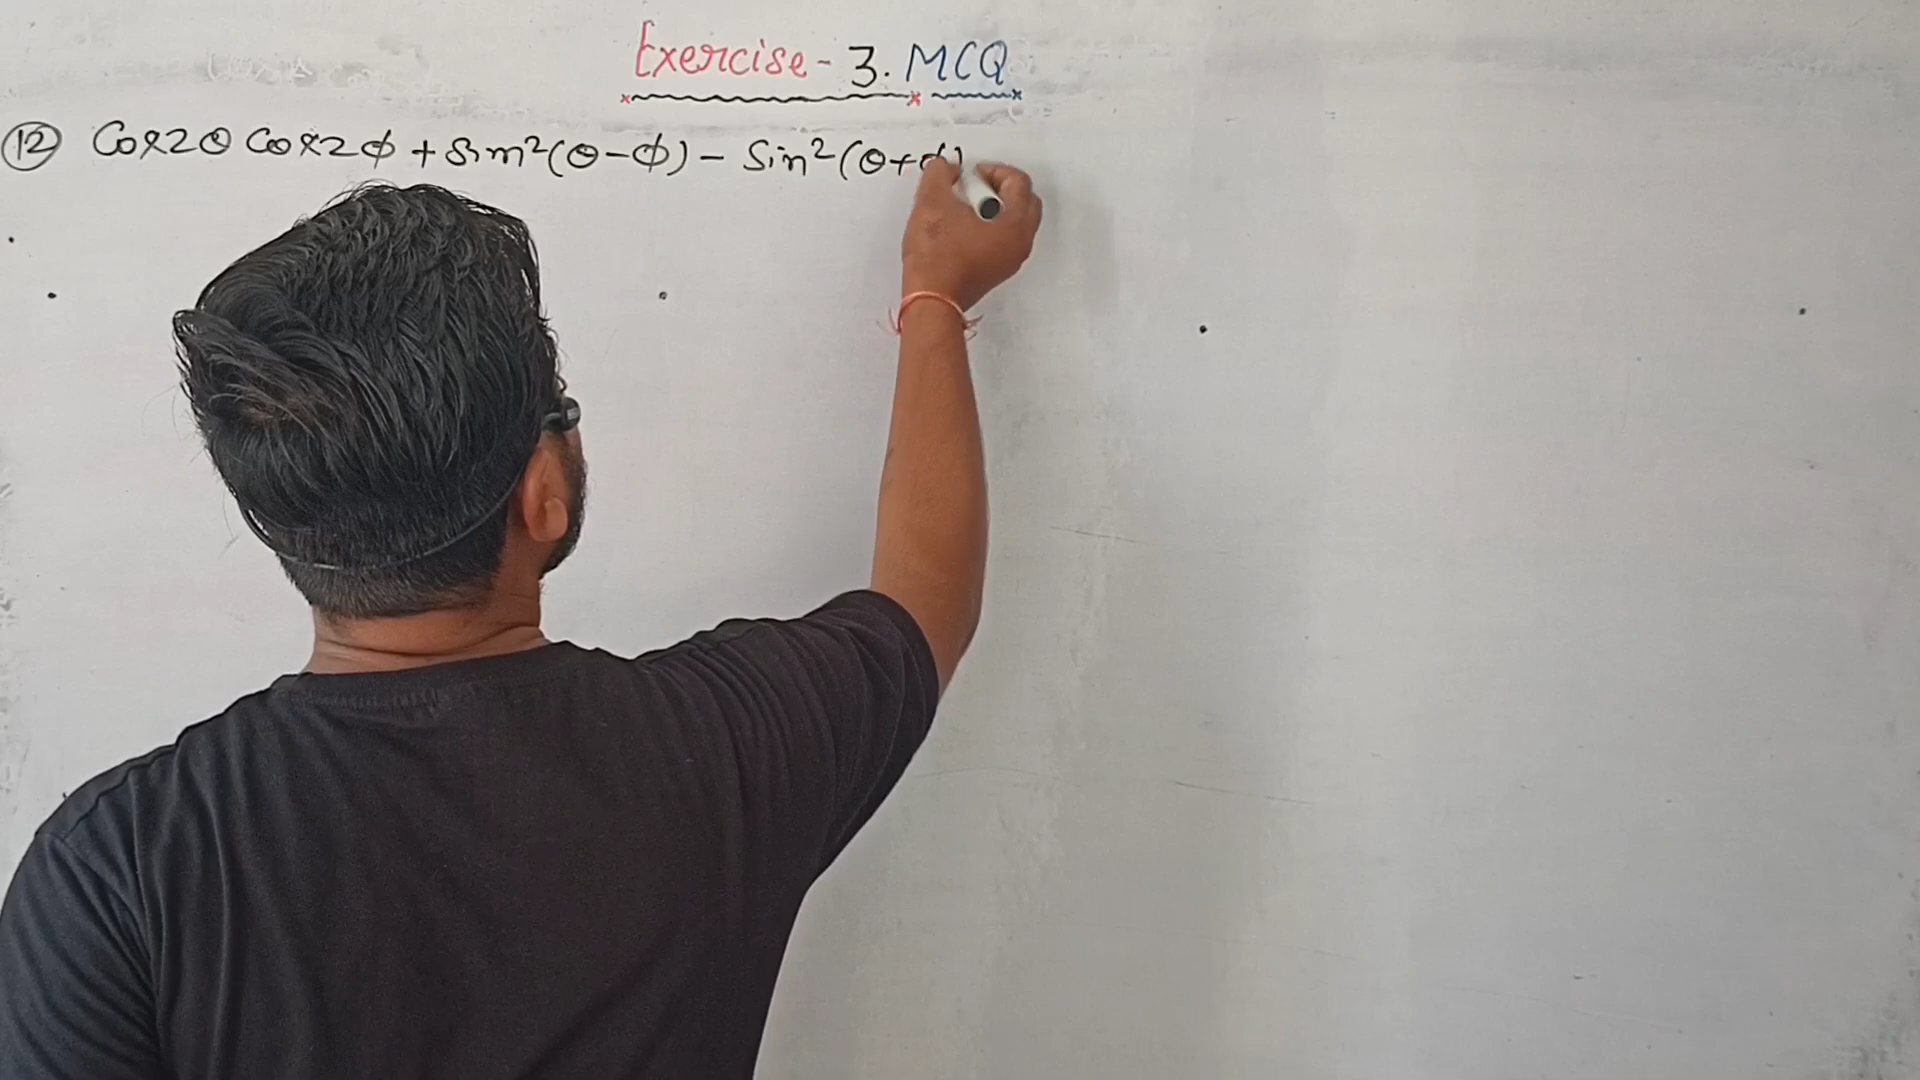 Exercise - 3. MCQ
⑫ Cos2θ Cos2ϕ + Sin²(θ-ϕ) - Sin²(θ+ϕ)